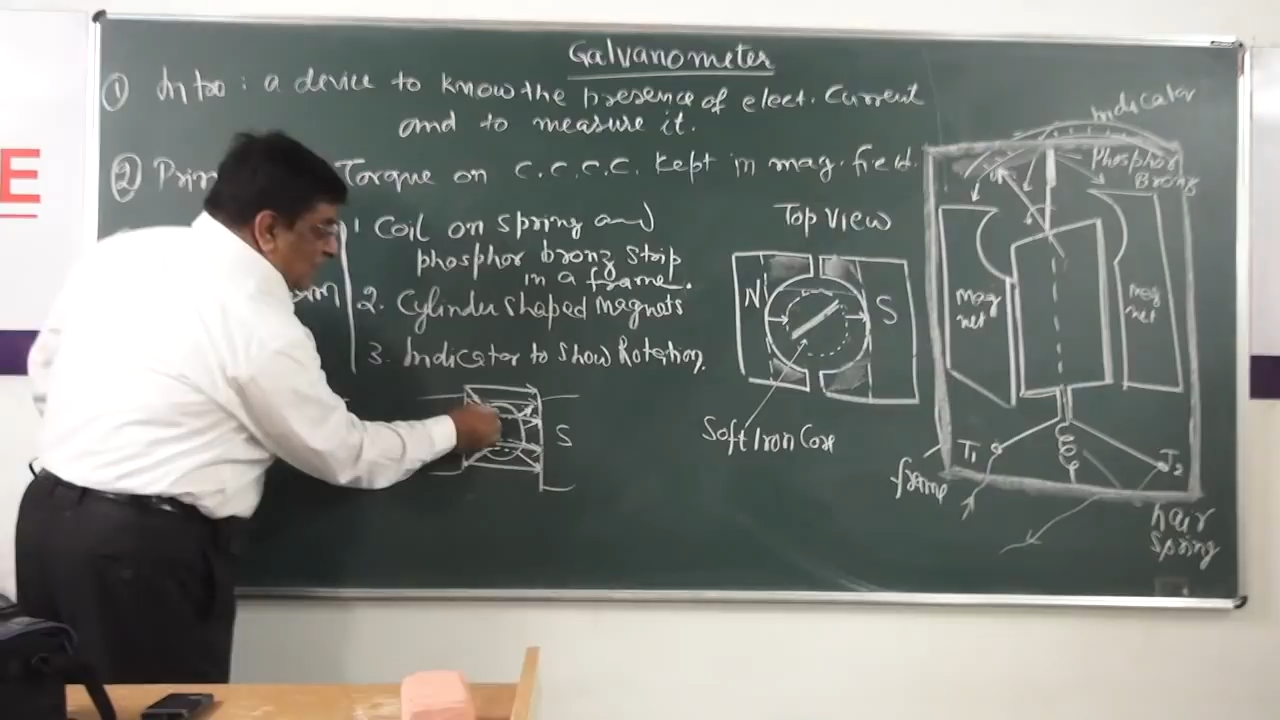 Galvanometer
① Intro : a device to know the presence of elect. Current
and to measure it.
② Prin Torque on C.C.C.C. kept in mag. field.
1 Coil on spring and
phosphor bronz strip
in a frame.
2. Cylinder shaped magnets
3. Indicator to show Rotation.
S
Top View
N S
Soft Iron Core
Indicator
Phosphor
Bronz
mag
net
mag
net
T₁
T₂
frame
hair
spring
E